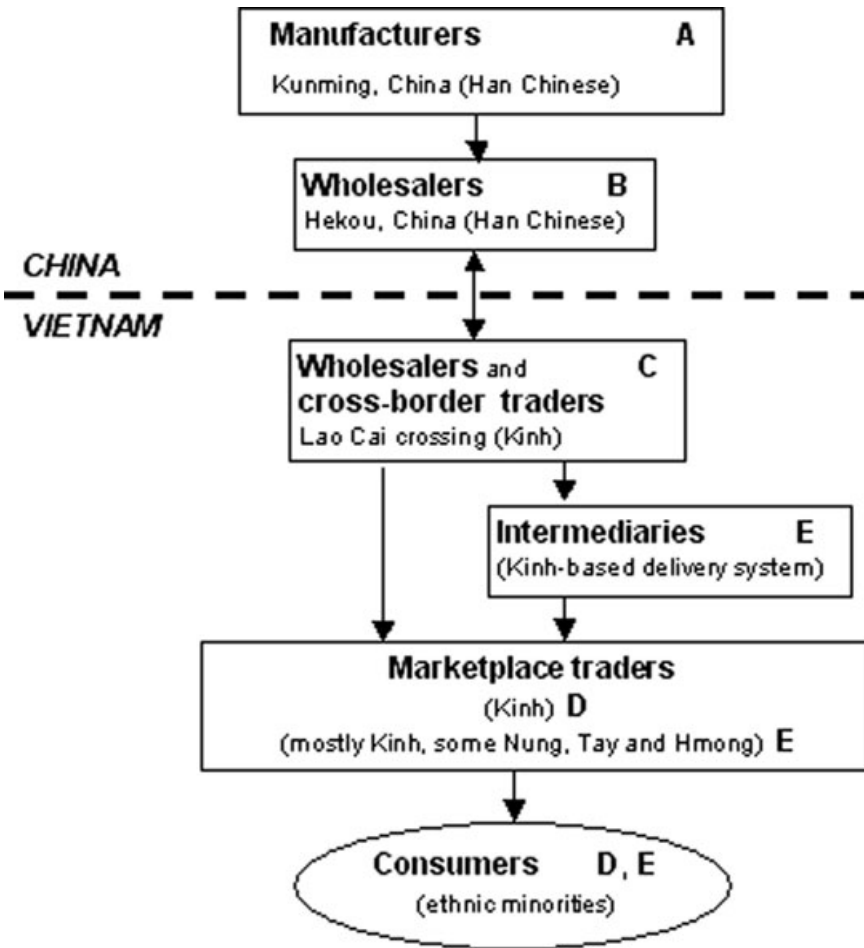 Manufacturers A
Kunming, China (Han Chinese)
Wholesalers B
Hekou, China (Han Chinese)
CHINA
VIETNAM
Wholesalers and C
cross-border traders
Lao Cai crossing (Kinh)
Intermediaries E
(Kinh-based delivery system)
Marketplace traders
(Kinh) D
(mostly Kinh, some Nung, Tay and Hmong) E
Consumers D, E
(ethnic minorities)